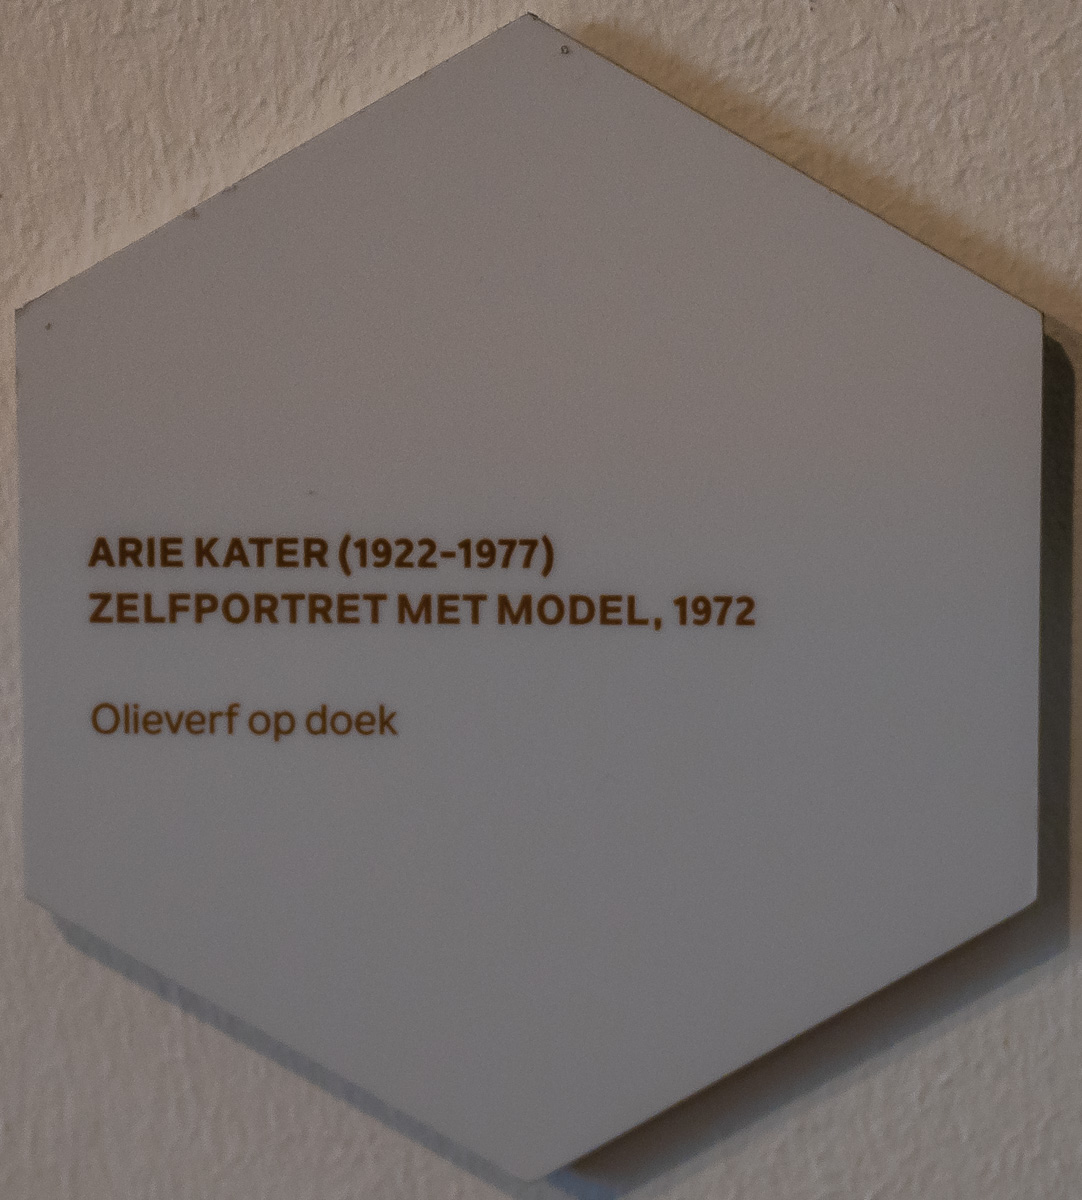 ARIE KATER (1922-1977)
ZELFPORTRET MET MODEL, 1972
Olieverf op doek